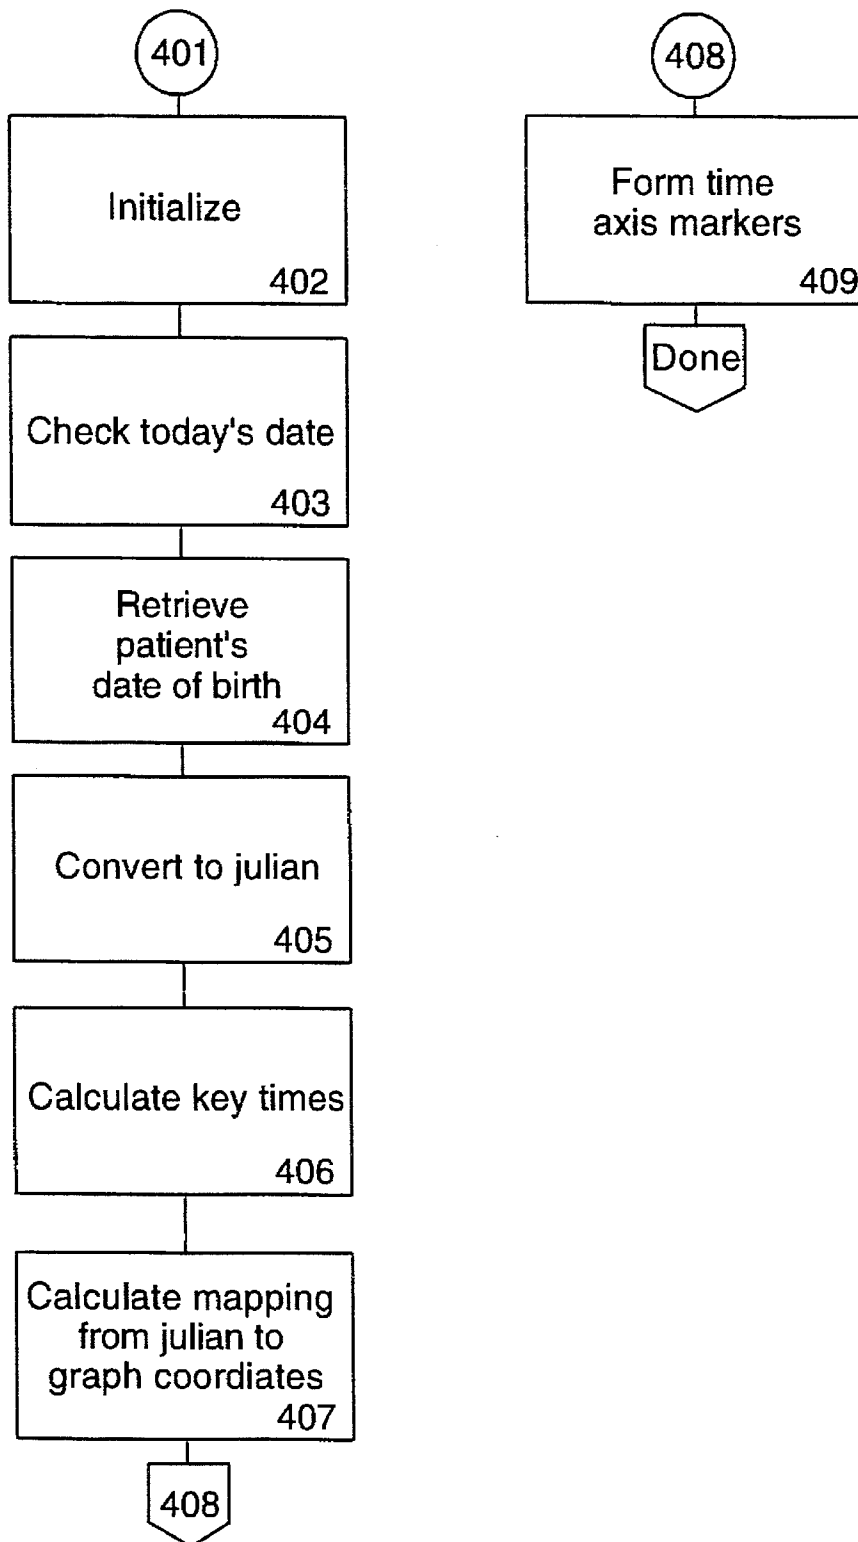 401
Initialize
402
Check today's date
403
Retrieve
patient's
date of birth
404
Convert to julian
405
Calculate key times
406
Calculate mapping
from julian to
graph coordiates
407
408
408
Form time
axis markers
409
Done